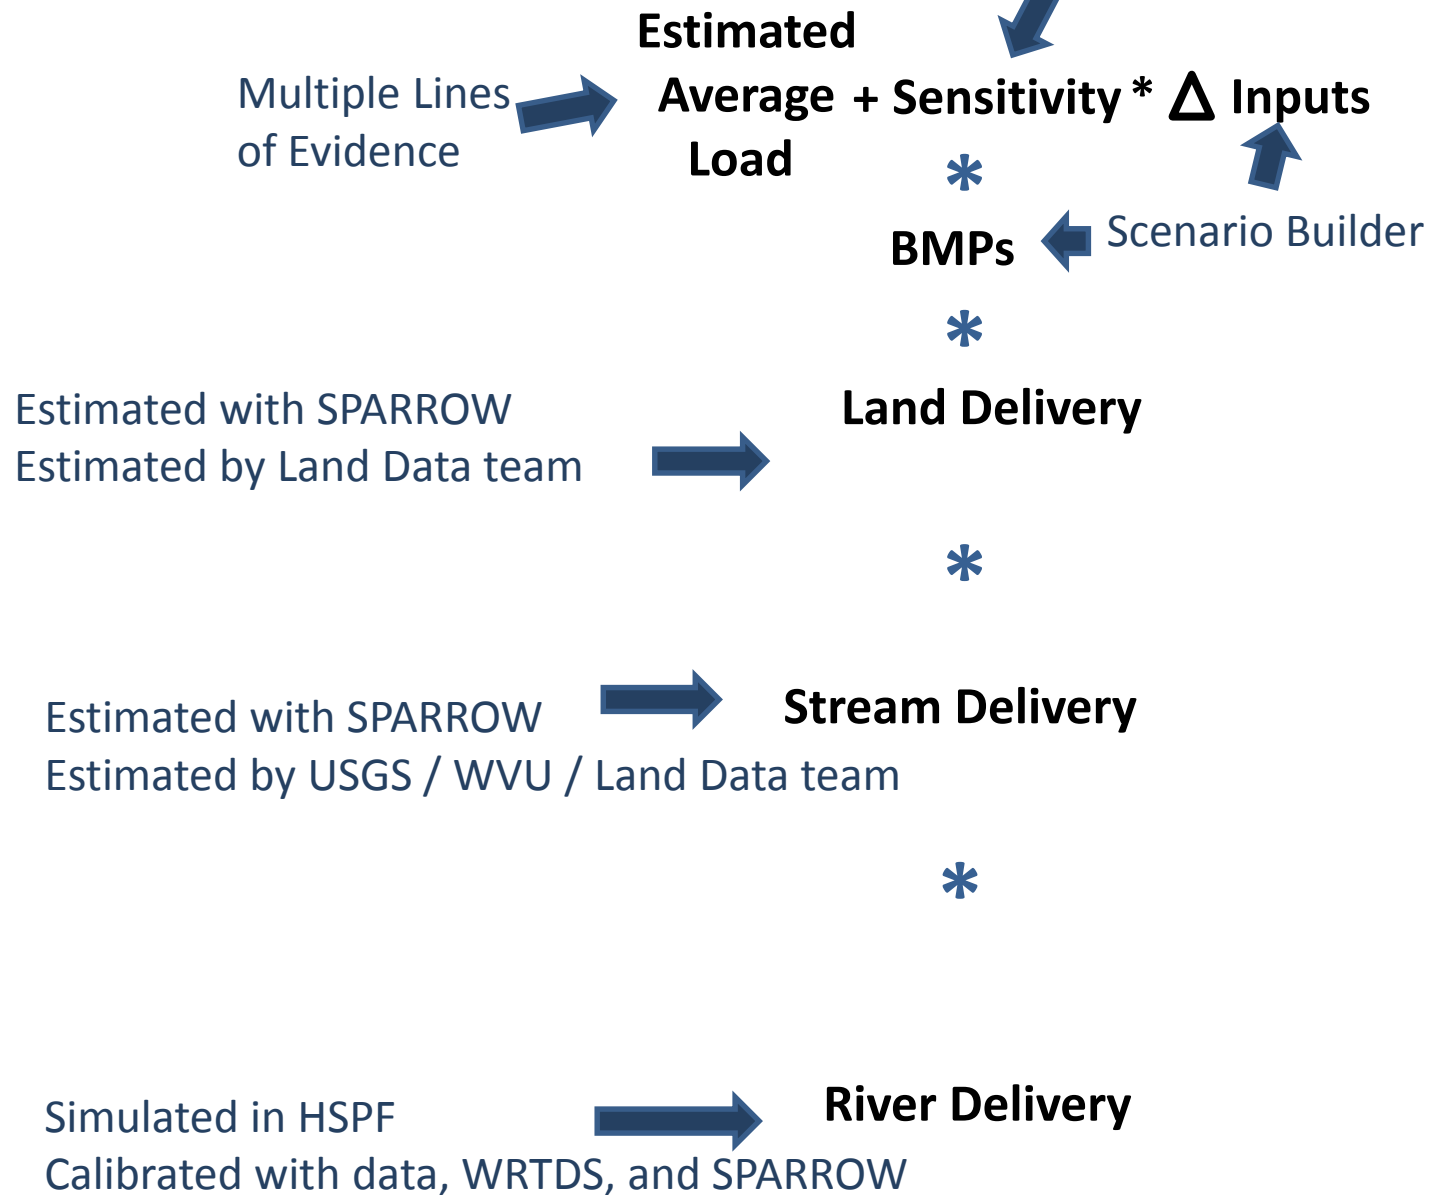 Estimated
Multiple Lines
of Evidence
Average + Sensitivity * Δ Inputs
Load
*
BMPs
Scenario Builder
*
Estimated with SPARROW
Estimated by Land Data team
Land Delivery
*
Estimated with SPARROW
Estimated by USGS / WVU / Land Data team
Stream Delivery
*
Simulated in HSPF
Calibrated with data, WRTDS, and SPARROW
River Delivery